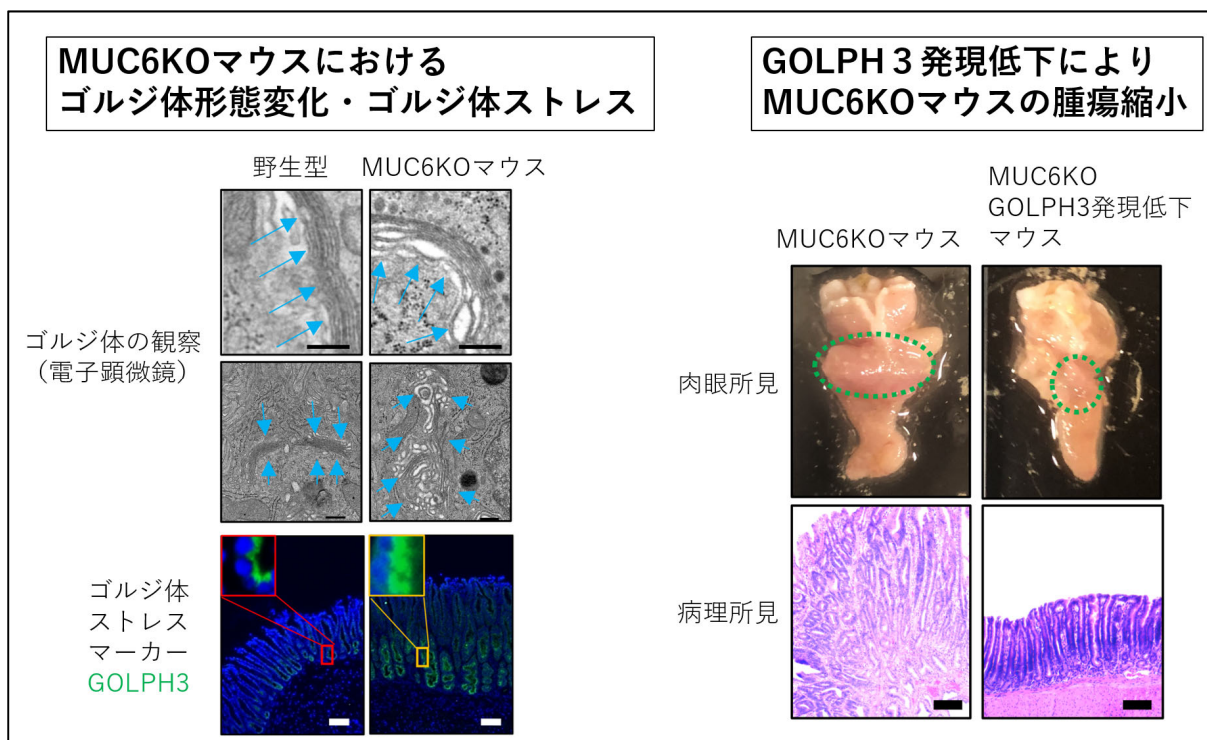 MUC6KOマウスにおける
ゴルジ体形態変化・ゴルジ体ストレス
野生型
MUC6KOマウス
ゴルジ体の観察
（電子顕微鏡）
ゴルジ体
ストレス
マーカー
GOLPH3
GOLPH３発現低下により
MUC6KOマウスの腫瘍縮小
MUC6KOマウス
MUC6KO
GOLPH3発現低下
マウス
肉眼所見
病理所見